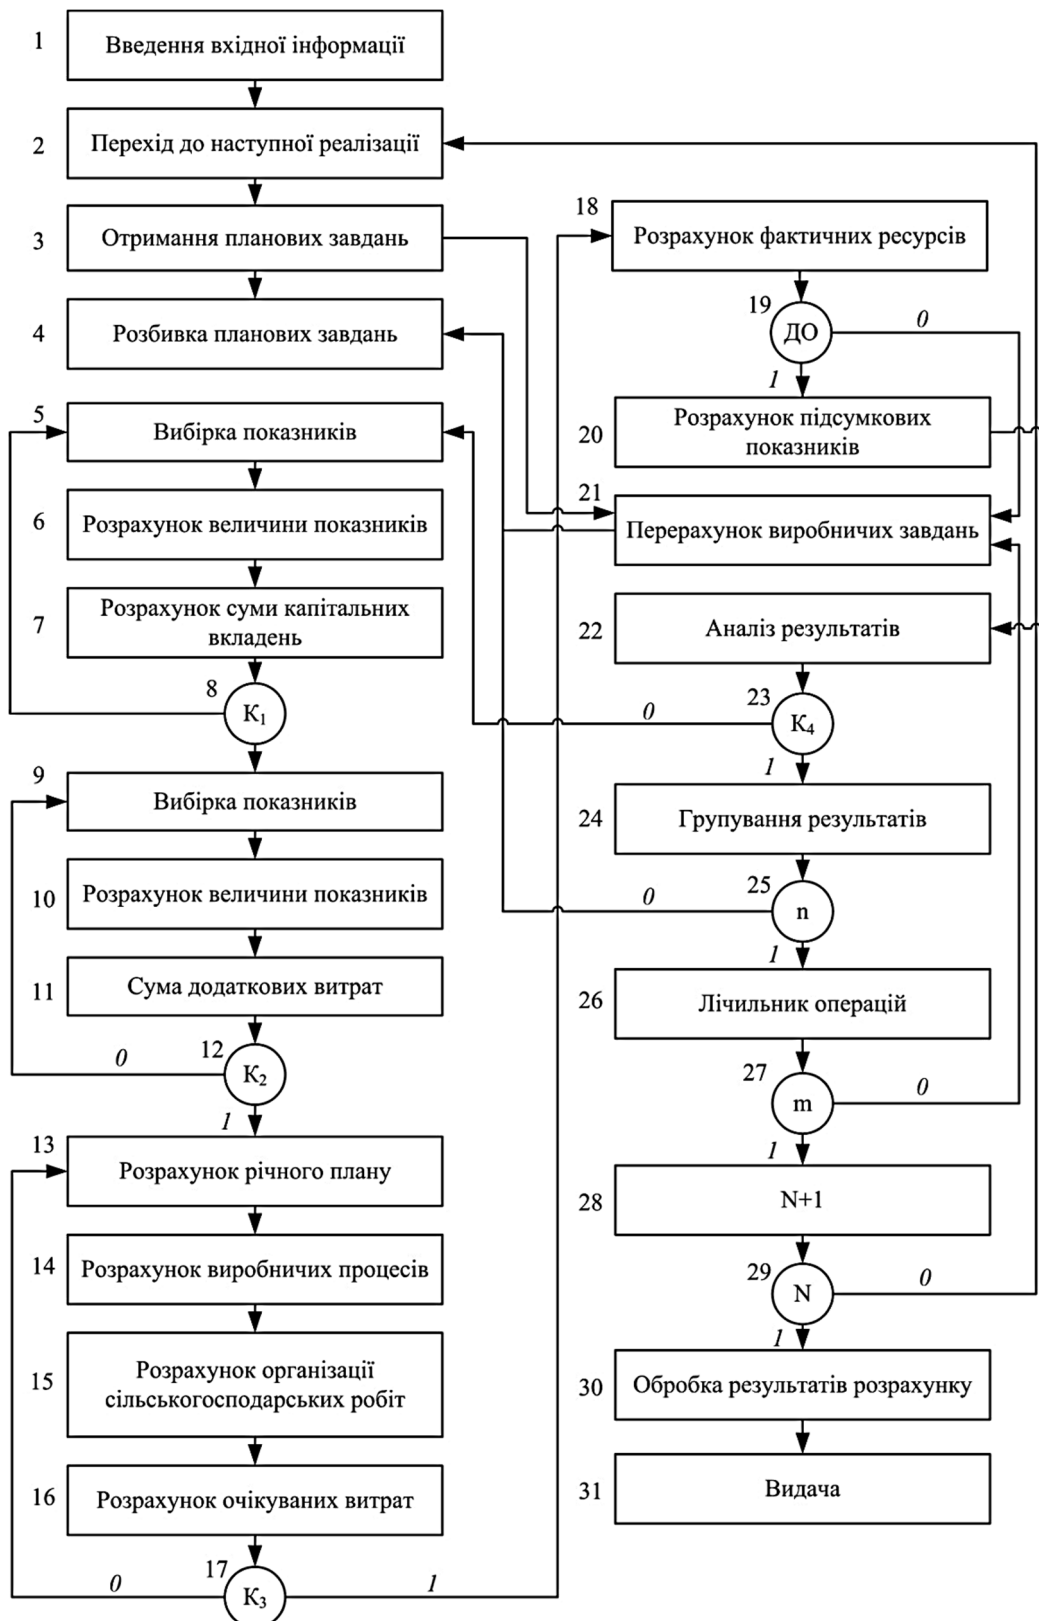 1
Введення вхідної інформації
2
Перехід до наступної реалізації
3
Отримання планових завдань
4
Розбивка планових завдань
5
Вибірка показників
6
Розрахунок величини показників
7
Розрахунок суми капітальних
вкладень
8
К1
9
Вибірка показників
10
Розрахунок величини показників
11
Сума додаткових витрат
12
0
К2
1
13
Розрахунок річного плану
14
Розрахунок виробничих процесів
15
Розрахунок організації
сільськогосподарських робіт
16
Розрахунок очікуваних витрат
17
0
К3
1
18
Розрахунок фактичних ресурсів
19
ДО
0
1
20
Розрахунок підсумкових
показників
21
Перерахунок виробничих завдань
22
Аналіз результатів
23
0
К4
1
24
Групування результатів
25
0
n
1
26
Лічильник операцій
27
m
0
1
28
N+1
29
N
0
1
30
Обробка результатів розрахунку
31
Видача